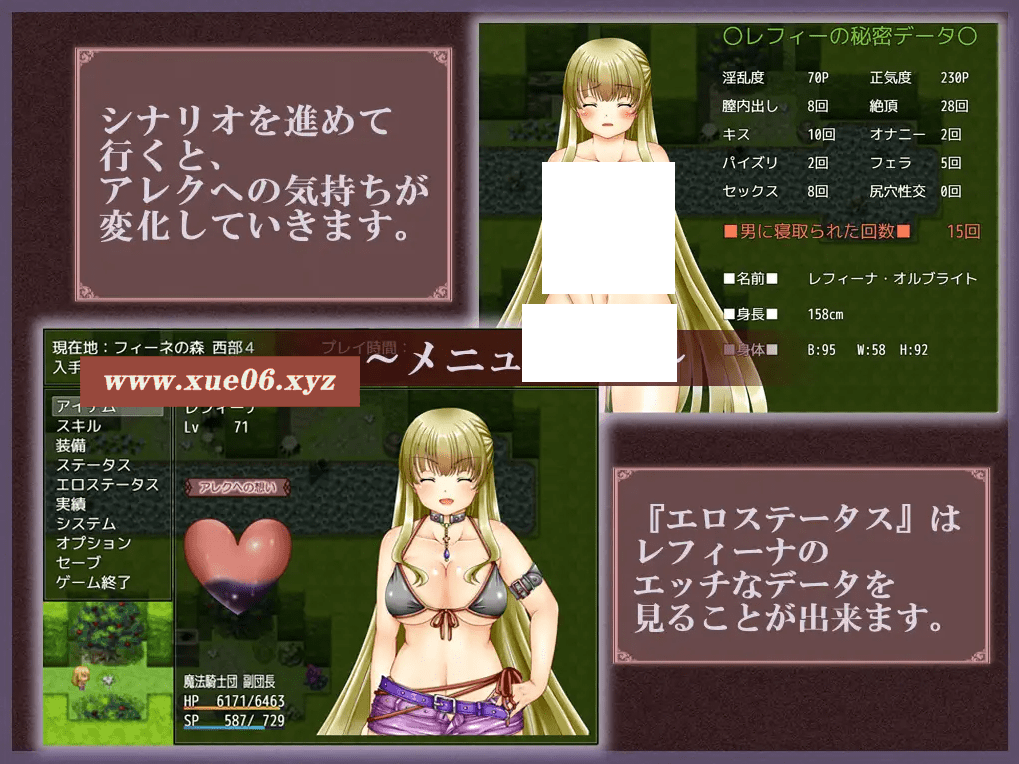 シナリオを進めて
行くと、
アレクへの気持ちが
変化していきます。
〇レフィーの秘密データ〇
淫乱度 70P 正気度 230P
膣内出し 8回 絶頂 28回
キス 10回 オナニー 2回
パイズリ 2回 フェラ 5回
セックス 8回 尻穴性交 0回
■男に寝取られた回数■ 15回
■名前■ レフィーナ・オルブライト
■身長■ 158cm
■身体■ B:95 W:58 H:92
～メニュ
現在地：フィーネの森 西部４
プレイ時間：
入手
www.xue06.xyz
アイテム
スキル
装備
ステータス
エロステータス
実績
システム
オプション
セーブ
ゲーム終了
レフィーナ
Lv 71
アレクへの想い
魔法騎士団 副団長
HP 6171/6463
SP 587/ 729
『エロステータス』は
レフィーナの
エッチなデータを
見ることが出来ます。